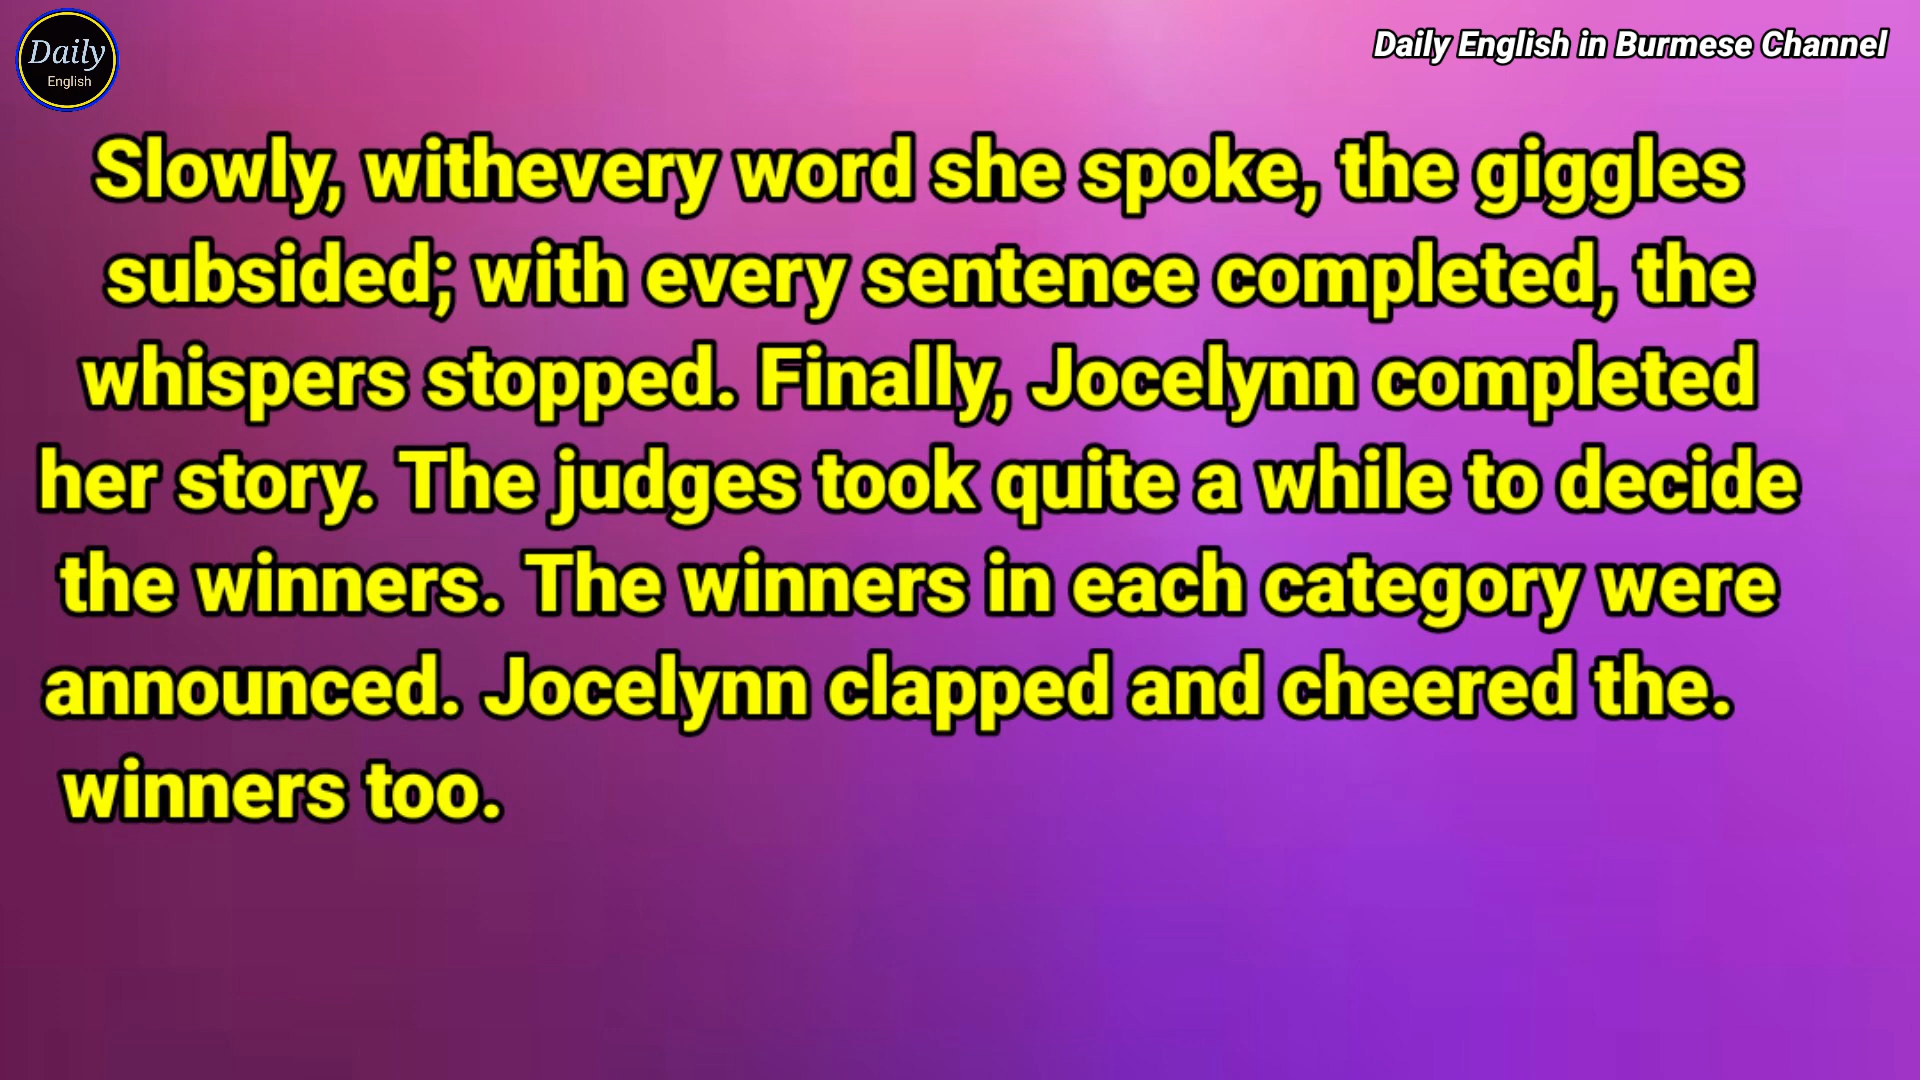 Daily
English
Daily English in Burmese Channel
Slowly, withevery word she spoke, the giggles
subsided; with every sentence completed, the
whispers stopped. Finally, Jocelynn completed
her story. The judges took quite a while to decide
the winners. The winners in each category were
announced. Jocelynn clapped and cheered the.
winners too.